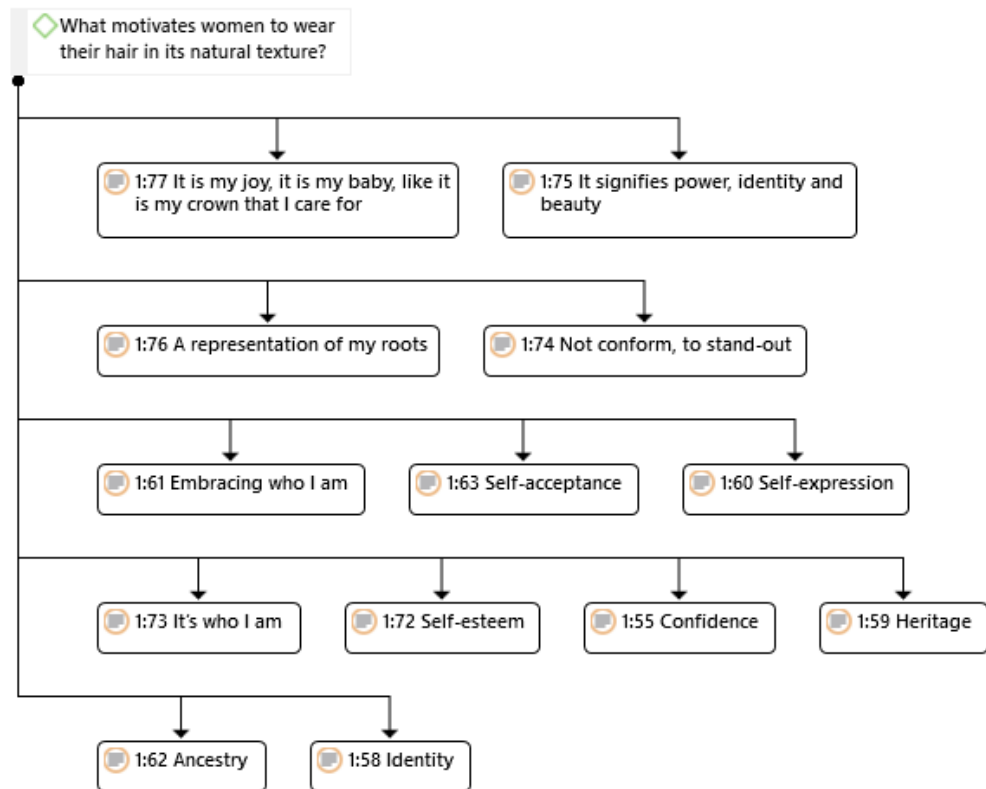 What motivates women to wear
their hair in its natural texture?
1:77 It is my joy, it is my baby, like it
is my crown that I care for
1:75 It signifies power, identity and
beauty
1:76 A representation of my roots
1:74 Not conform, to stand-out
1:61 Embracing who I am
1:63 Self-acceptance
1:60 Self-expression
1:73 It's who I am
1:72 Self-esteem
1:55 Confidence
1:59 Heritage
1:62 Ancestry
1:58 Identity